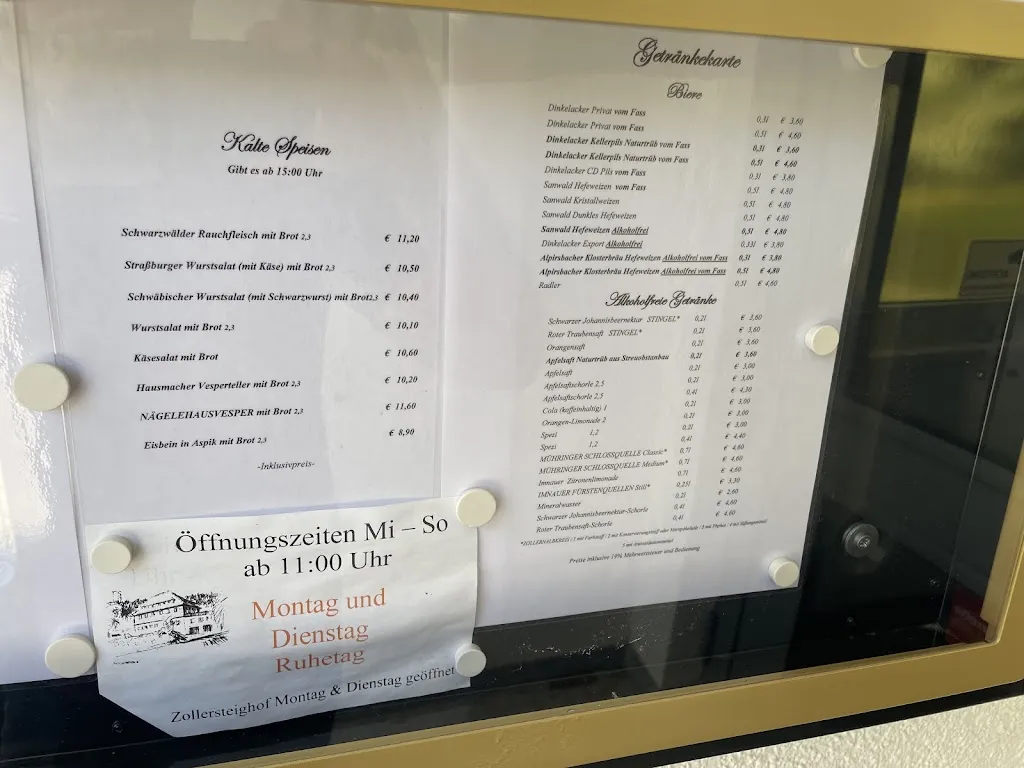 Kalte Speisen
Gibt es ab 15:00 Uhr
Schwarzwälder Rauchfleisch mit Brot 2,3 € 11,20
Straßburger Wurstsalat (mit Käse) mit Brot 2,3 € 10,50
Schwäbischer Wurstsalat (mit Schwarzwurst) mit Brot2,3 € 10,40
Wurstsalat mit Brot 2,3 € 10,10
Käsesalat mit Brot € 10,60
Hausmacher Vesperteller mit Brot 2,3 € 10,20
NÄGELEHAUSVESPER mit Brot 2,3 € 11,60
Eisbein in Aspik mit Brot 2,3 € 8,90
-Inklusivpreis-
Öffnungszeiten Mi – So
ab 11:00 Uhr
Montag und
Dienstag
Ruhetag
Zollersteighof Montag & Dienstag geöffnet
Getränkekarte
Biere
Dinkelacker Privat vom Fass 0,3l € 3,60
Dinkelacker Privat vom Fass 0,5l € 4,60
Dinkelacker Kellerpils Naturtrüb vom Fass 0,3l € 3,60
Dinkelacker Kellerpils Naturtrüb vom Fass 0,5l € 4,60
Dinkelacker CD Pils vom Fass 0,3l € 3,80
Sanwald Hefeweizen vom Fass 0,5l € 4,80
Sanwald Kristallweizen 0,5l € 4,80
Sanwald Dunkles Hefeweizen 0,5l € 4,80
Sanwald Hefeweizen Alkoholfrei 0,5l € 4,80
Dinkelacker Export Alkoholfrei 0,33l € 3,80
Alpirsbacher Klosterbräu Hefeweizen Alkoholfrei vom Fass 0,3l € 3,80
Alpirsbacher Klosterbräu Hefeweizen Alkoholfrei vom Fass 0,5l € 4,80
Radler 0,5l € 4,60
Alkoholfreie Getränke
Schwarzer Johannisbeernektar STINGEL* 0,2l € 3,60
Roter Traubensaft STINGEL* 0,2l € 3,60
Orangensaft 0,2l € 3,60
Apfelsaft Naturtrüb aus Streuobstanbau 0,2l € 3,60
Apfelsaft 0,2l € 3,00
Apfelsaftschorle 2,5 0,2l € 3,00
Apfelsaftschorle 2,5 0,4l € 4,30
Cola (koffeinhaltig) 1 0,2l € 3,00
Orangen-Limonade 2 0,2l € 3,00
Spezi 1,2 0,2l € 3,00
Spezi 1,2 0,4l € 4,40
MÜHRINGER SCHLOSSQUELLE Classic* 0,7l € 4,60
MÜHRINGER SCHLOSSQUELLE Medium* 0,7l € 4,60
Imnauer Zitronenlimonade
IMNAUER FÜRSTENQUELLEN Still* 0,25l € 3,30
Mineralwasser 0,2l € 2,60
Schwarzer Johannisbeernektar-Schorle 0,4l € 4,60
Roter Traubensaft-Schorle 0,4l € 4,60
Preise inklusive 19% Mehrwertsteuer und Bedienung